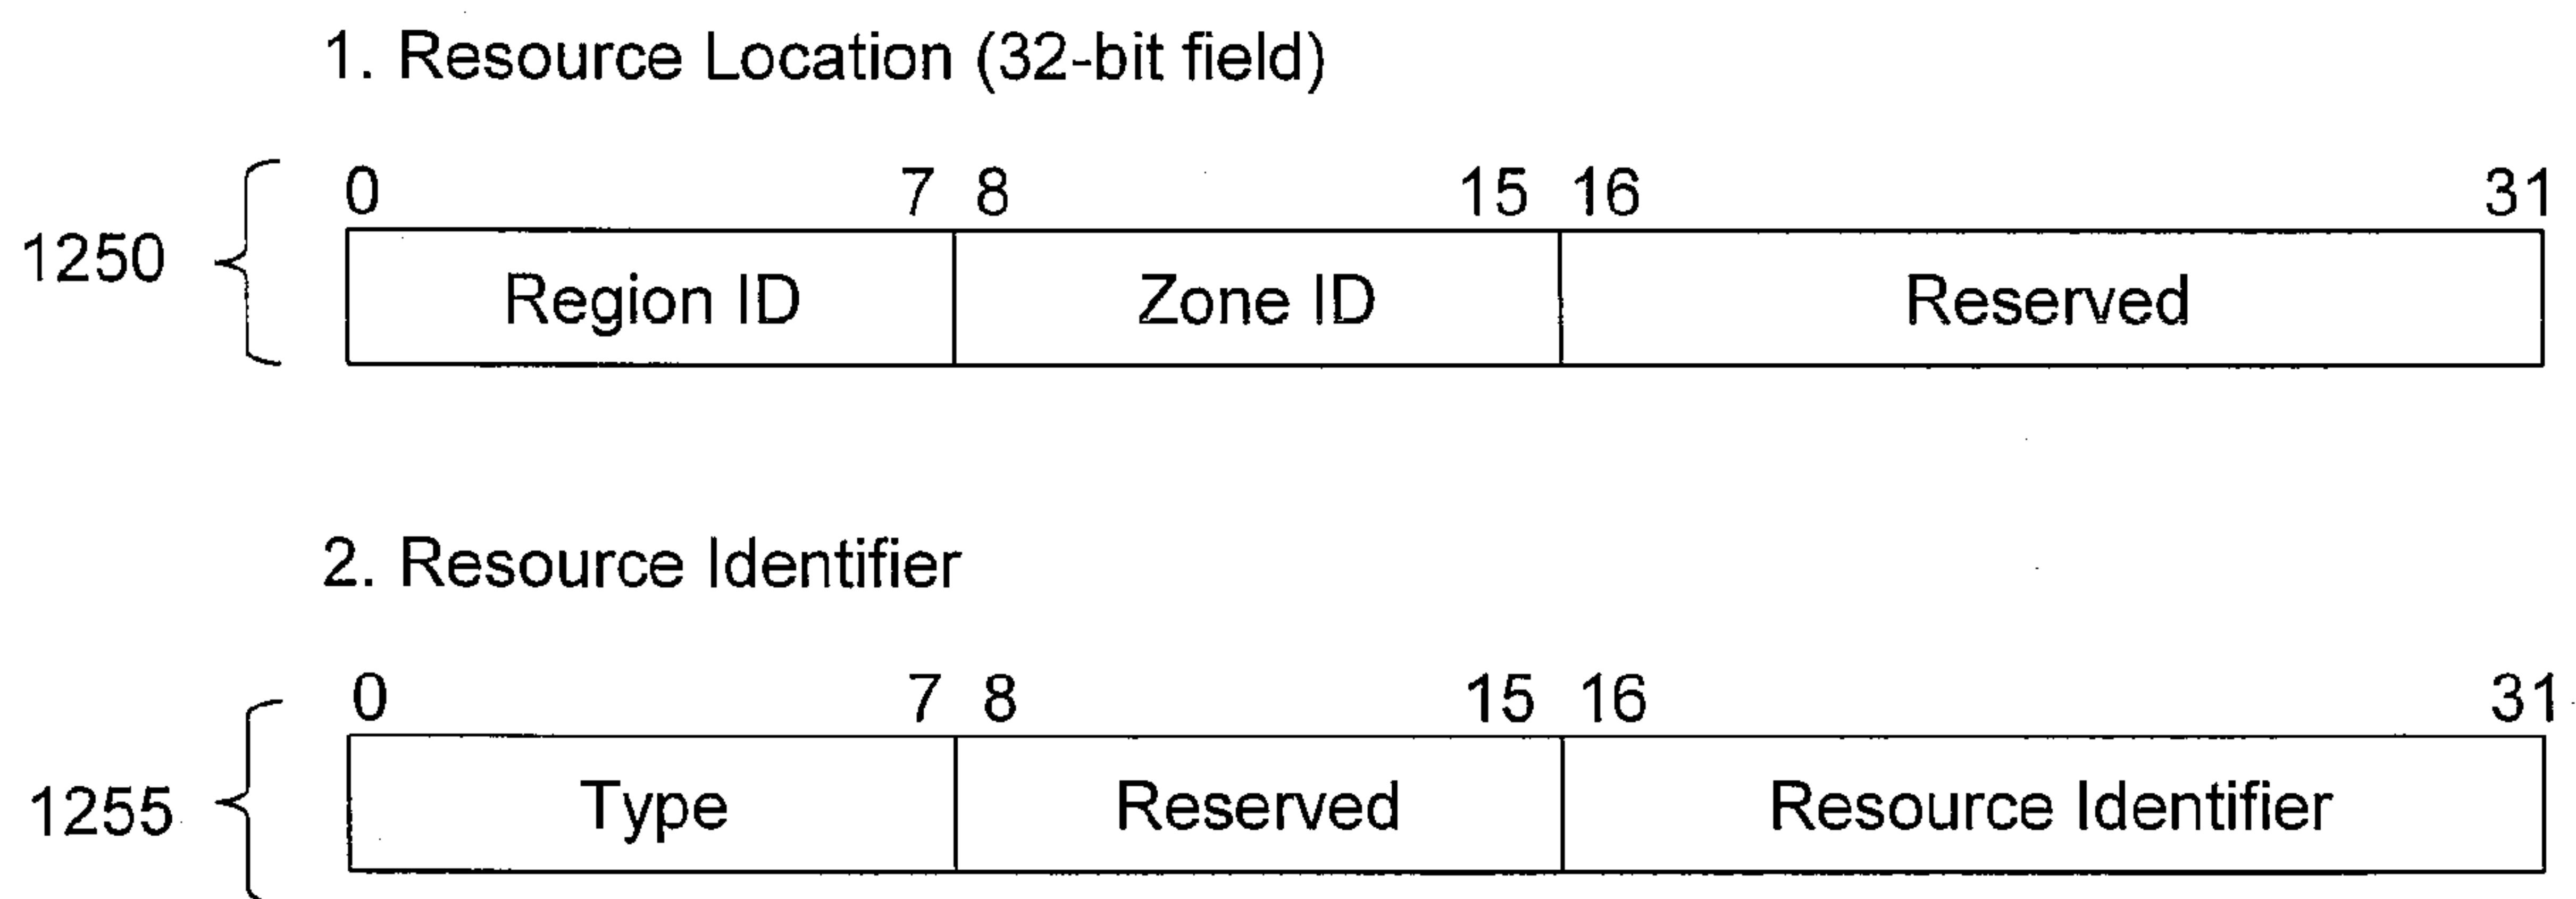 1. Resource Location (32-bit field)
0 7 8 15 16 31
1250 Region ID Zone ID Reserved
2. Resource Identifier
0 7 8 15 16 31
1255 Type Reserved Resource Identifier